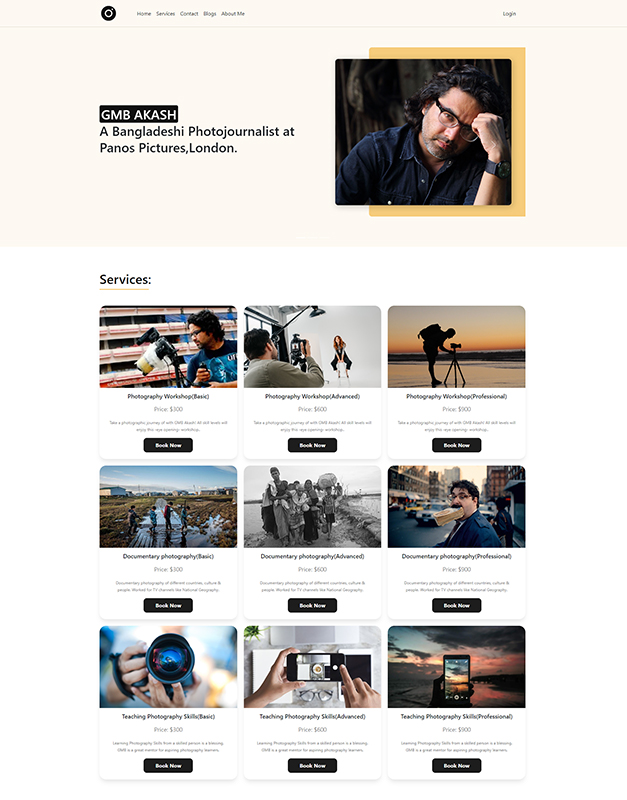 Home Services Contact Blogs About Me Login
GMB AKASH
A Bangladeshi Photojournalist at
Panos Pictures,London.
Services:
Photography Workshop(Basic)
Price: $300
Take a photographic journey of with GMB Akash! All skill levels will
enjoy this -eye opening- workshop.
Book Now
Photography Workshop(Advanced)
Price: $600
Take a photographic journey of with GMB Akash! All skill levels will
enjoy this -eye opening- workshop.
Book Now
Photography Workshop(Professional)
Price: $900
Take a photographic journey of with GMB Akash! All skill levels will
enjoy this -eye opening- workshop.
Book Now
Documentary photography(Basic)
Price: $300
Documentary photography of different countries, culture &
people. Worked for TV channels like National Geography.
Book Now
Documentary photography(Advanced)
Price: $600
Documentary photography of different countries, culture &
people. Worked for TV channels like National Geography.
Book Now
Documentary photography(Professional)
Price: $900
Documentary photography of different countries, culture &
people. Worked for TV channels like National Geography.
Book Now
Teaching Photography Skills(Basic)
Price: $300
Learning Photography Skills from a skilled person is a blessing.
GMB is a great mentor for aspiring photography learners.
Book Now
Teaching Photography Skills(Advanced)
Price: $600
Learning Photography Skills from a skilled person is a blessing.
GMB is a great mentor for aspiring photography learners.
Book Now
Teaching Photography Skills(Professional)
Price: $900
Learning Photography Skills from a skilled person is a blessing.
GMB is a great mentor for aspiring photography learners.
Book Now